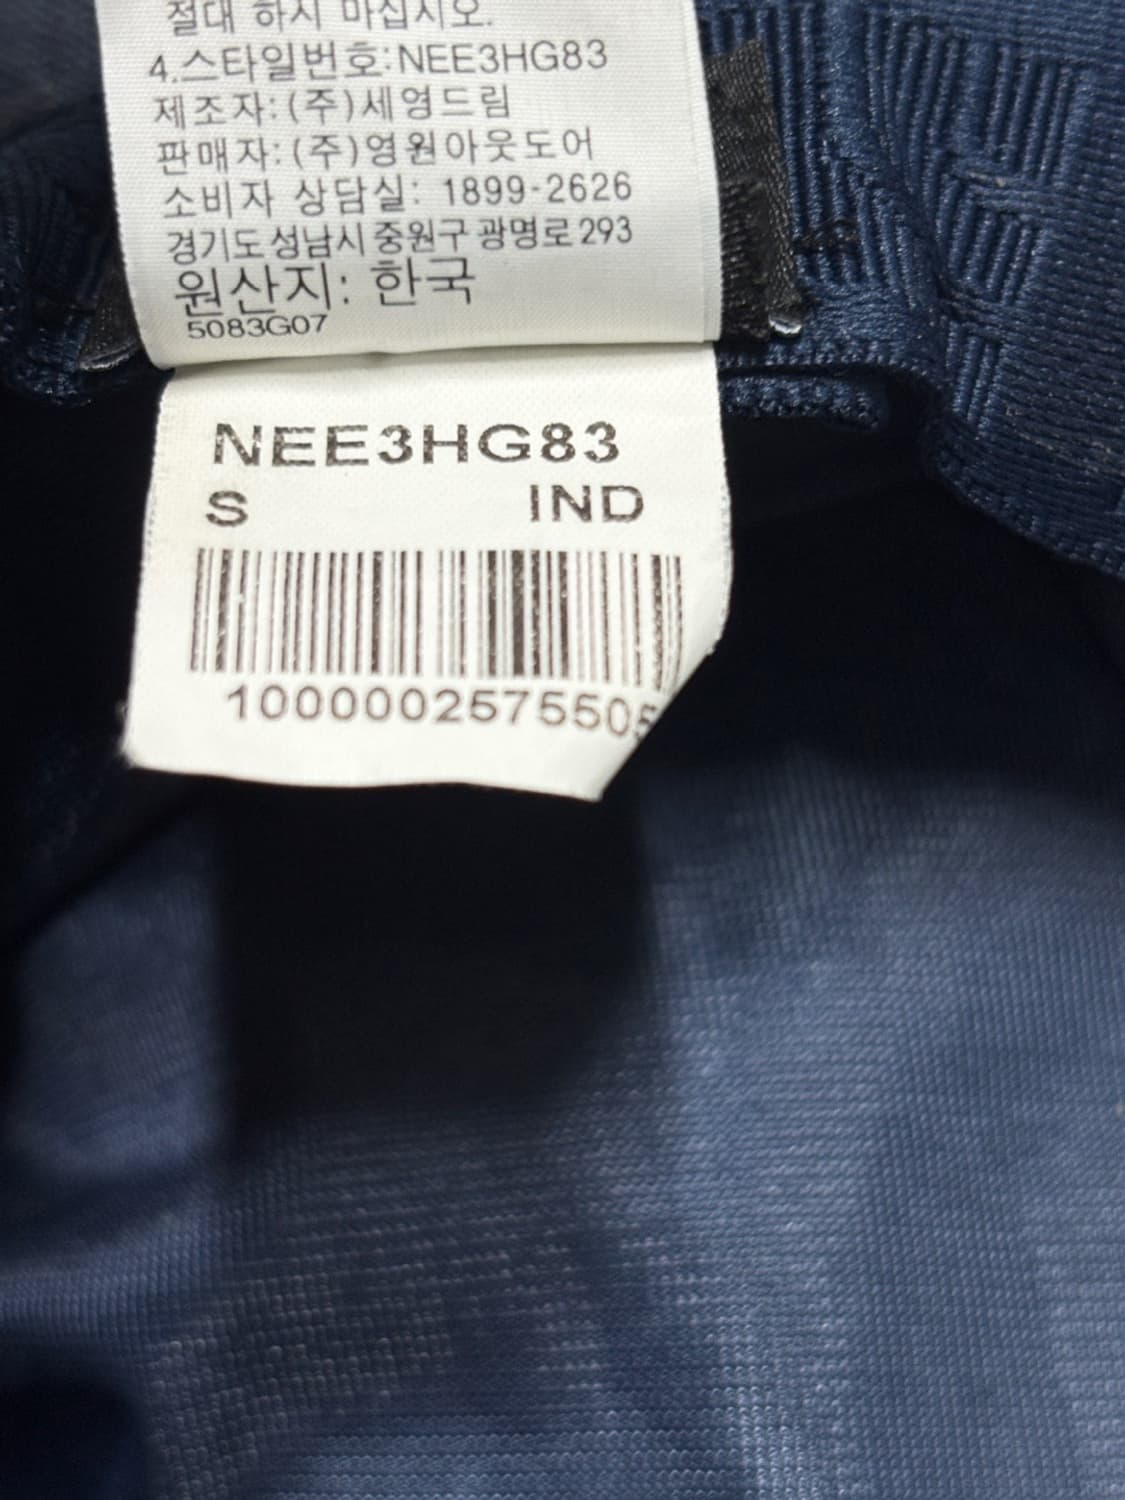 절대 하지 마십시오.
4.스타일번호:NEE3HG83
제조자:(주)세영드림
판매자:(주)영원아웃도어
소비자 상담실: 1899-2626
경기도성남시중원구광명로293
원산지: 한국
5083G07
NEE3HG83
S IND
1000002575505